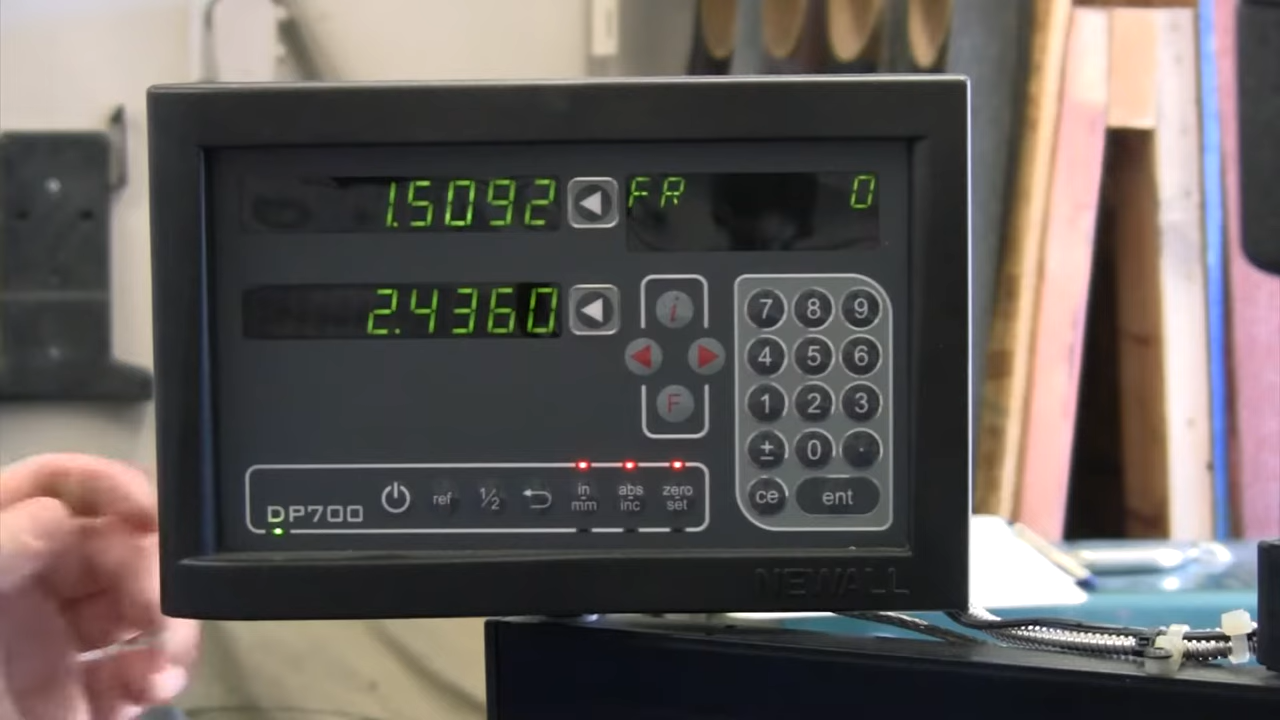 1.5092 FR 0
2.4360
i
F
7 8 9
4 5 6
1 2 3
± 0 .
ce ent
DP700 ref ½ in mm abs inc zero set
NEWALL